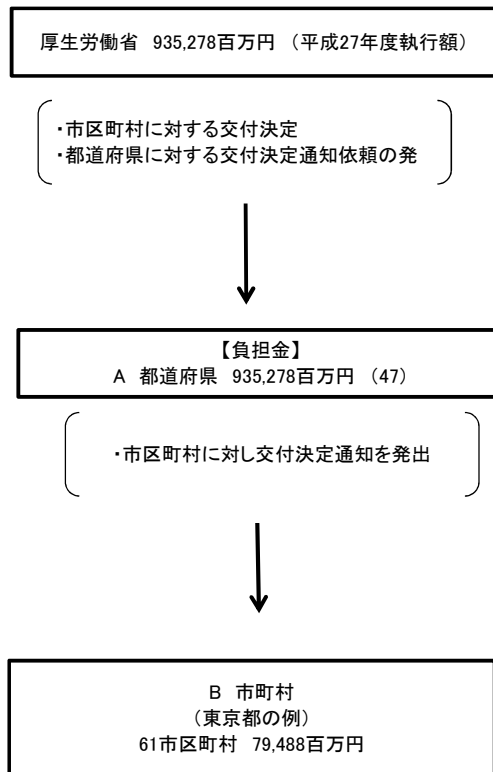 厚生労働省 935,278百万円 (平成27年度執行額)
・市区町村に対する交付決定
・都道府県に対する交付決定通知依頼の発
【負担金】
A 都道府県 935,278百万円 (47)
・市区町村に対し交付決定通知を発出
B 市町村
(東京都の例)
61市区町村 79,488百万円